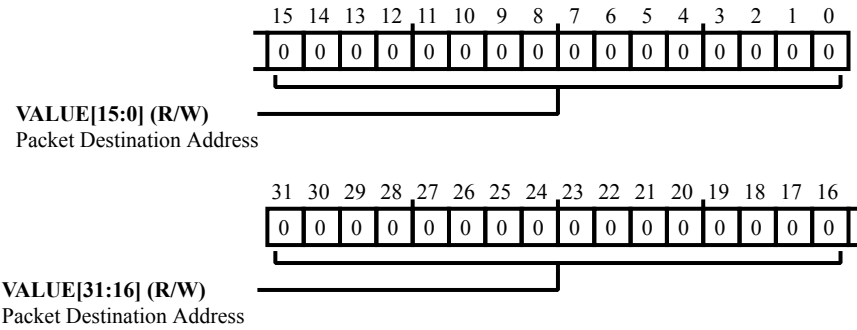 15 14 13 12 11 10 9 8 7 6 5 4 3 2 1 0
0 0 0 0 0 0 0 0 0 0 0 0 0 0 0 0
VALUE[15:0] (R/W)
Packet Destination Address
31 30 29 28 27 26 25 24 23 22 21 20 19 18 17 16
0 0 0 0 0 0 0 0 0 0 0 0 0 0 0 0
VALUE[31:16] (R/W)
Packet Destination Address